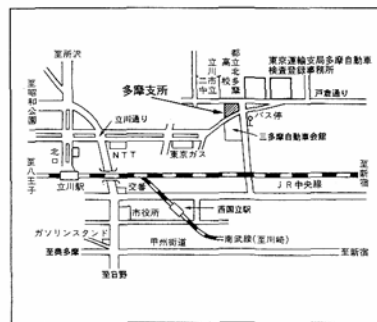 至所沢
至昭和公園
立川二中
市立
都立
高校
多摩
東京運輸支局多摩自動車
検査登録事務所
多摩支所
戸倉通り
立川通り
バス停
三多摩自動車会館
北口
NTT
東京ガス
至八王子
立川駅
交番
JR中央線
至新宿
市役所
西国立駅
ガソリンスタンド
甲州街道
南武線(至川崎)
至奥多摩
至新宿
至日野